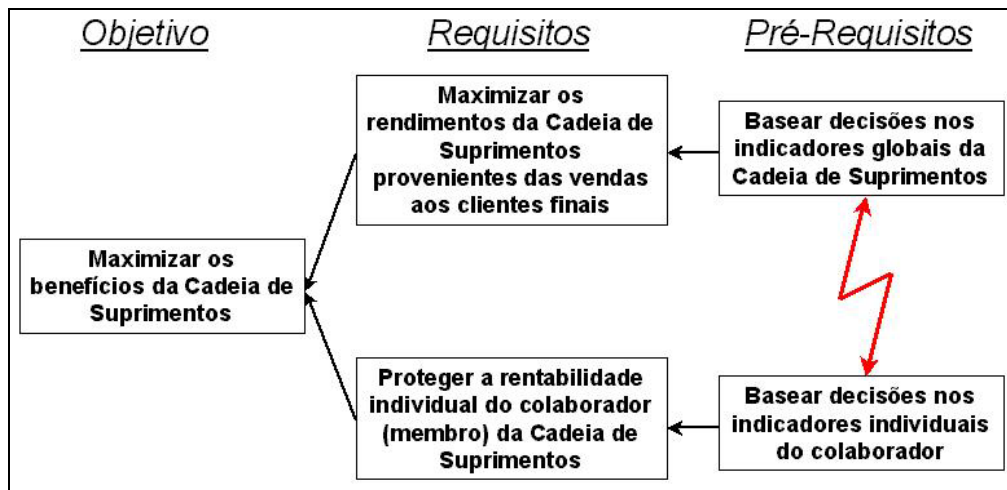 Objetivo
Requisitos
Pré-Requisitos
Maximizar os
rendimentos da Cadeia de
Suprimentos
provenientes das vendas
aos clientes finais
Basear decisões nos
indicadores globais da
Cadeia de Suprimentos
Maximizar os
benefícios da Cadeia de
Suprimentos
Proteger a rentabilidade
individual do colaborador
(membro) da Cadeia de
Suprimentos
Basear decisões nos
indicadores individuais
do colaborador